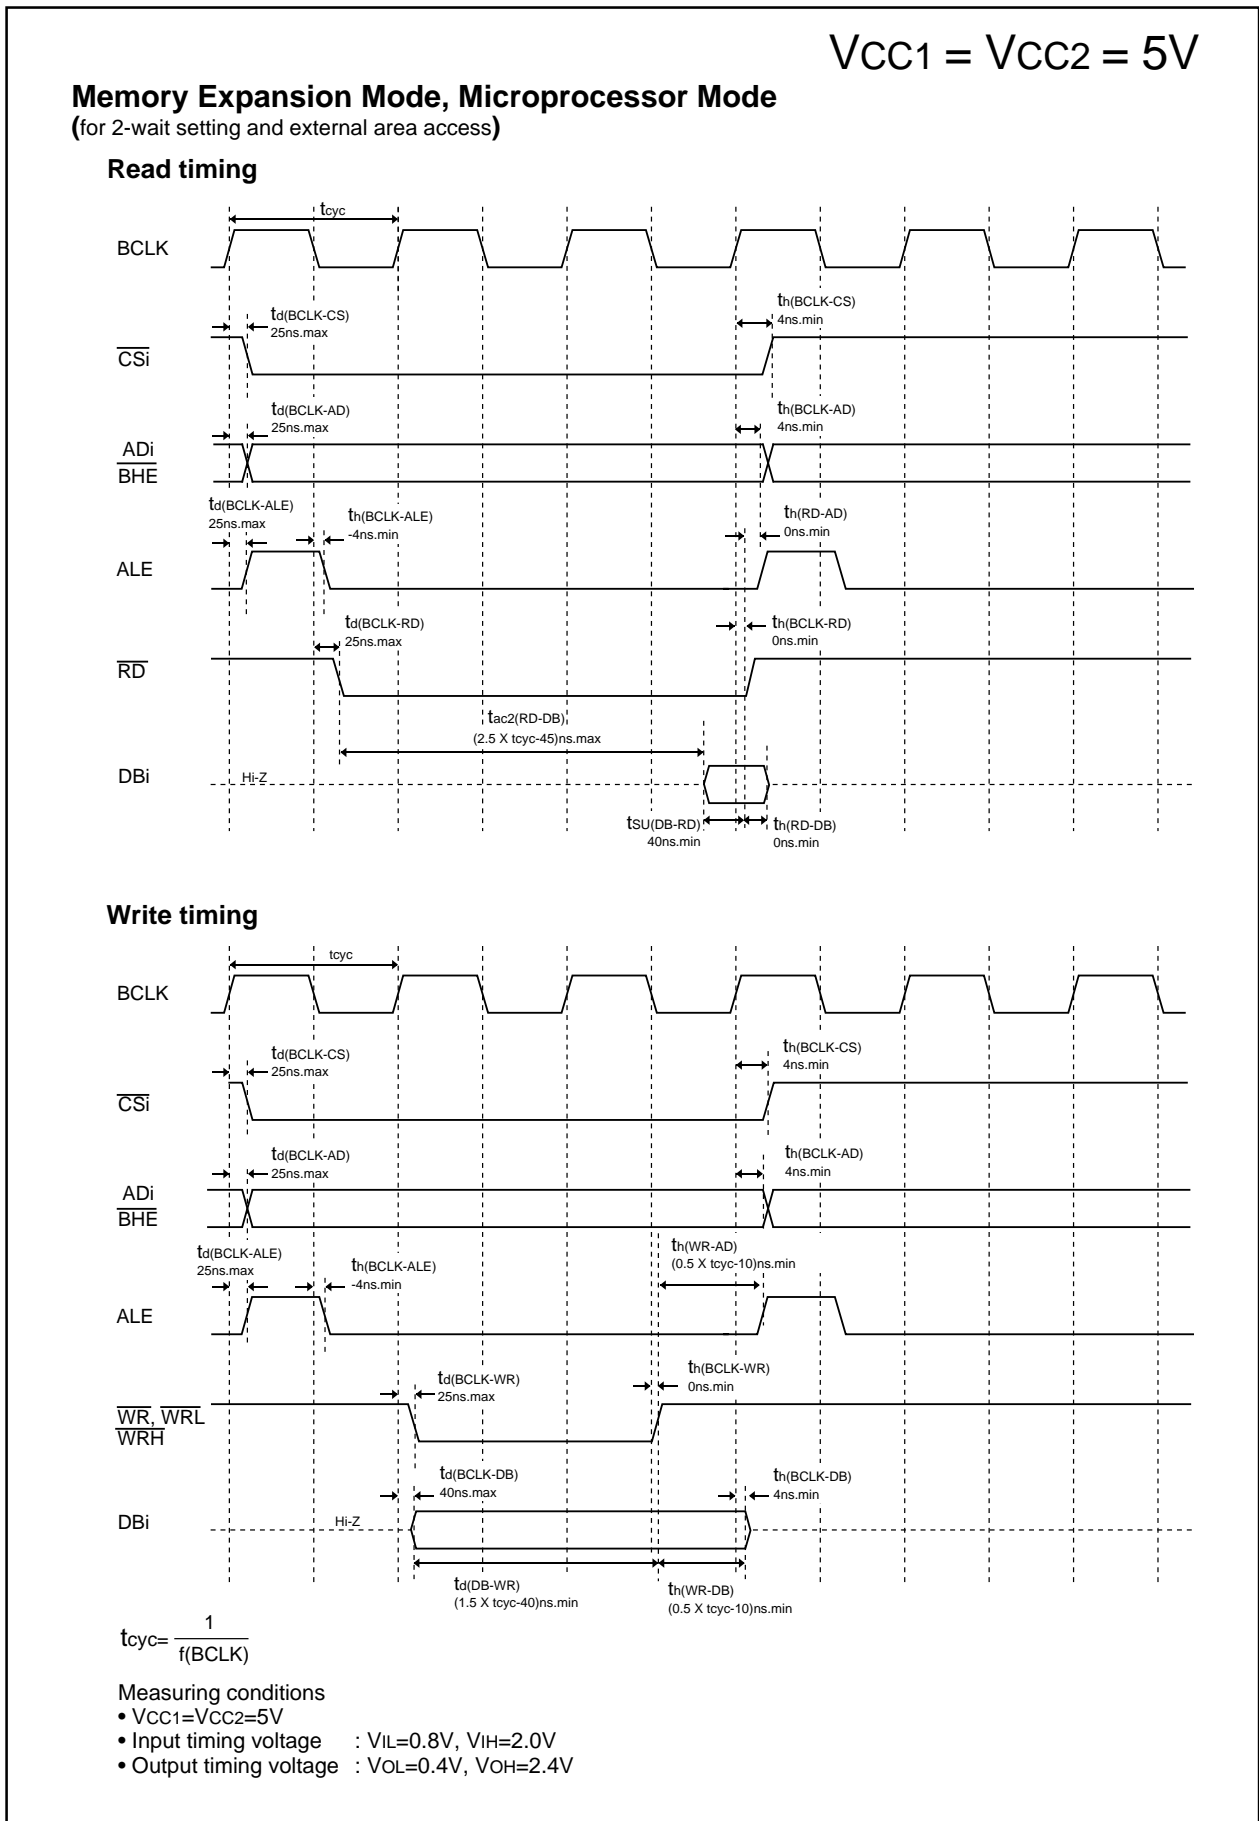 VCC1 = VCC2 = 5V
Memory Expansion Mode, Microprocessor Mode
(for 2-wait setting and external area access)
Read timing
tcyc
BCLK
td(BCLK-CS)
25ns.max
th(BCLK-CS)
4ns.min
CSi
td(BCLK-AD)
25ns.max
th(BCLK-AD)
4ns.min
ADi
BHE
td(BCLK-ALE)
25ns.max
th(BCLK-ALE)
-4ns.min
th(RD-AD)
0ns.min
ALE
td(BCLK-RD)
25ns.max
th(BCLK-RD)
0ns.min
RD
tac2(RD-DB)
(2.5 X tcyc-45)ns.max
DBi
Hi-Z
tSU(DB-RD)
40ns.min
th(RD-DB)
0ns.min
Write timing
tcyc
BCLK
td(BCLK-CS)
25ns.max
th(BCLK-CS)
4ns.min
CSi
td(BCLK-AD)
25ns.max
th(BCLK-AD)
4ns.min
ADi
BHE
td(BCLK-ALE)
25ns.max
th(BCLK-ALE)
-4ns.min
th(WR-AD)
(0.5 X tcyc-10)ns.min
ALE
td(BCLK-WR)
25ns.max
th(BCLK-WR)
0ns.min
WR, WRL
WRH
td(BCLK-DB)
40ns.max
th(BCLK-DB)
4ns.min
DBi
Hi-Z
td(DB-WR)
(1.5 X tcyc-40)ns.min
th(WR-DB)
(0.5 X tcyc-10)ns.min
tcyc= 1
f(BCLK)
Measuring conditions
• VCC1=VCC2=5V
• Input timing voltage : VIL=0.8V, VIH=2.0V
• Output timing voltage : VOL=0.4V, VOH=2.4V